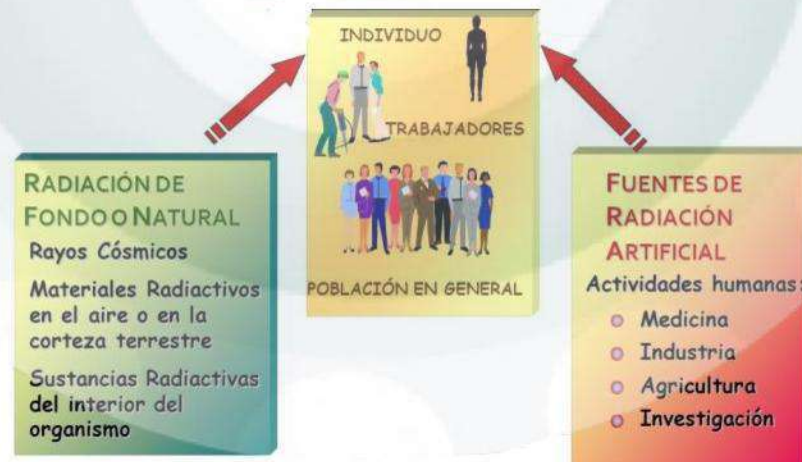 INDIVIDUO
TRABAJADORES
POBLACIÓN EN GENERAL
RADIACIÓN DE
FONDO O NATURAL
Rayos Cósmicos
Materiales Radiactivos
en el aire o en la
corteza terrestre
Sustancias Radiactivas
del interior del
organismo
FUENTES DE
RADIACIÓN
ARTIFICIAL
Actividades humanas:
Medicina
Industria
Agricultura
Investigación